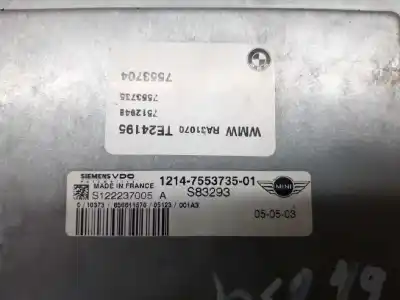 7553704
7553735
7512948
WMW RA31070 TE24195
SIEMENS VDO
MADE IN FRANCE
1214-7553735-01
S122237005 A
S83293
MINI
05-05-03